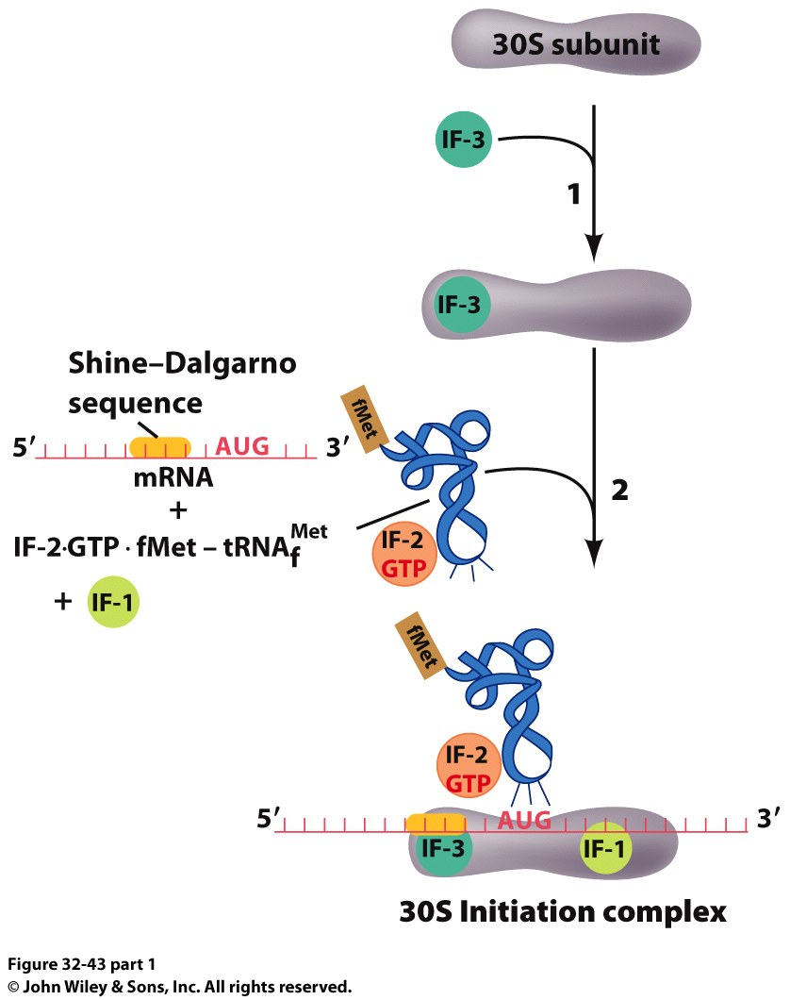 30S subunit
IF-3
1
IF-3
Shine–Dalgarno
sequence
5′ AUG 3′
mRNA
+
IF-2·GTP · fMet – tRNAfMet
+ IF-1
fMet
IF-2
GTP
2
fMet
IF-2
GTP
5′ AUG 3′
IF-3 IF-1
30S Initiation complex
Figure 32-43 part 1
© John Wiley & Sons, Inc. All rights reserved.